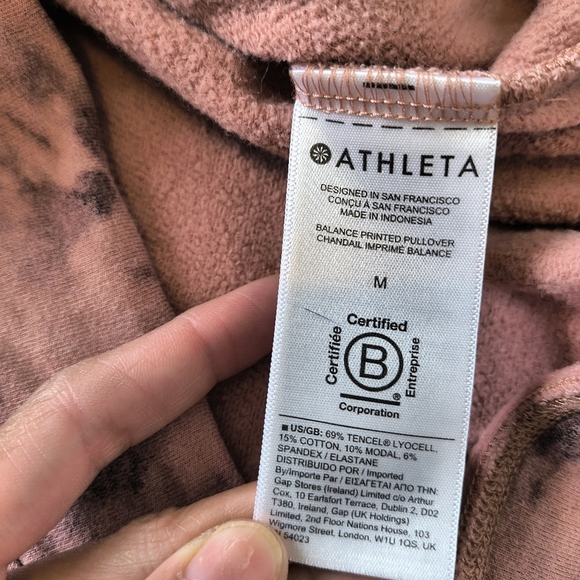 ATHLETA
DESIGNED IN SAN FRANCISCO
CONÇU À SAN FRANCISCO
MADE IN INDONESIA
BALANCE PRINTED PULLOVER
CHANDAIL IMPRIMÉ BALANCE
M
Certified
Certifiée
B
®
Entreprise
Corporation
■ US/GB: 69% TENCEL® LYOCELL,
15% COTTON, 10% MODAL, 6%
SPANDEX / ELASTANE
DISTRIBUIDO POR / Imported
By/Importe Par / ΕΙΣΑΓΕΤΑΙ ΑΠΟ ΤΗΝ:
Gap Stores (Ireland) Limited c/o Arthur
Cox, 10 Earlsfort Terrace, Dublin 2, D02
T380, Ireland, Gap (UK Holdings)
Limited, 2nd Floor Nations House, 103
Wigmore Street, London, W1U 1QS, UK
54023